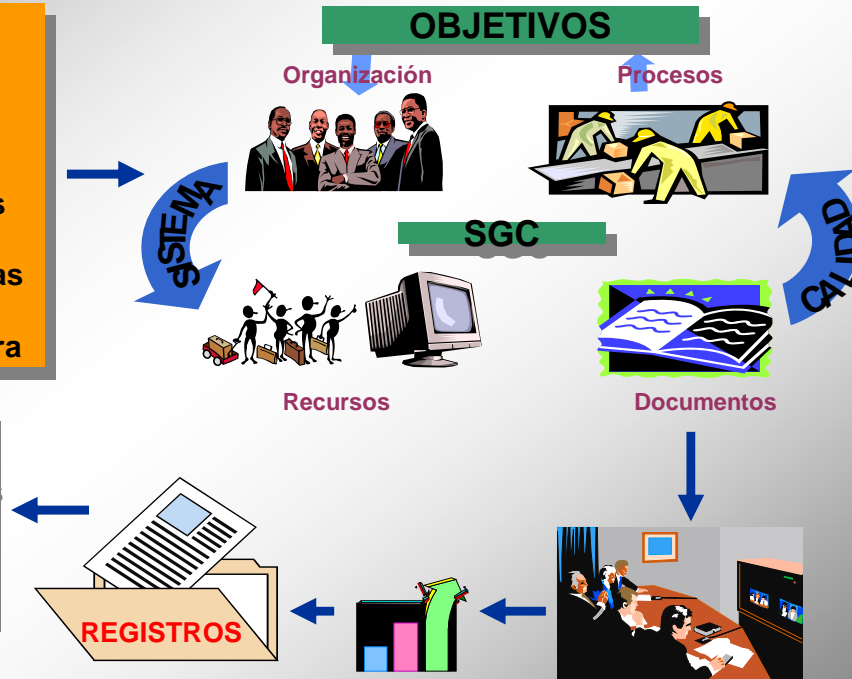 OBJETIVOS
Organización
Procesos
SISTEMA
CALIDAD
SGC
Recursos
Documentos
REGISTROS